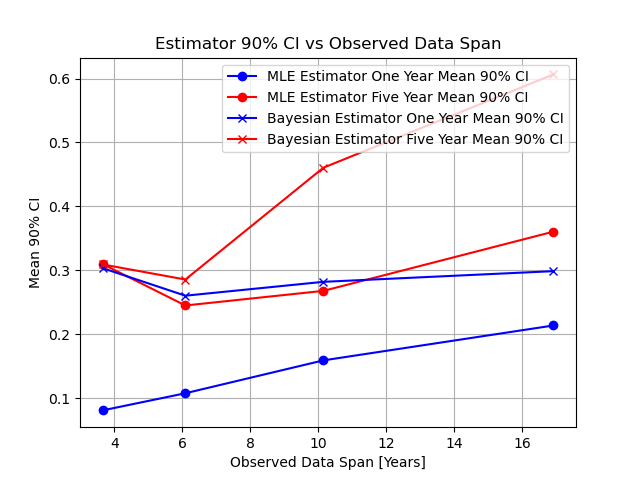 Estimator 90% CI vs Observed Data Span
MLE Estimator One Year Mean 90% CI
MLE Estimator Five Year Mean 90% CI
Bayesian Estimator One Year Mean 90% CI
Bayesian Estimator Five Year Mean 90% CI
Mean 90% CI
0.6
0.5
0.4
0.3
0.2
0.1
4 6 8 10 12 14 16
Observed Data Span [Years]